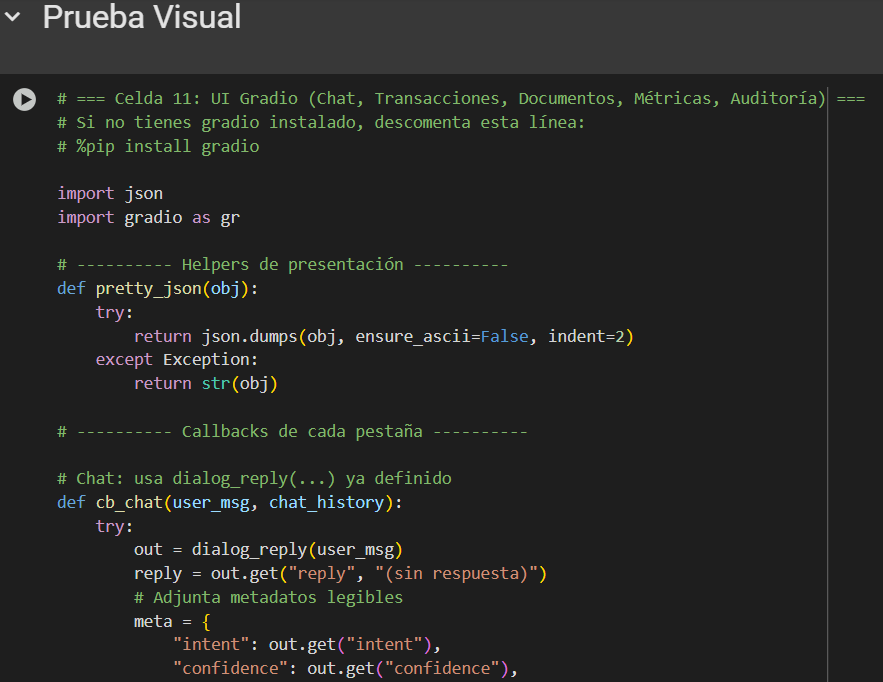 Prueba Visual
# === Celda 11: UI Gradio (Chat, Transacciones, Documentos, Métricas, Auditoría) ===
# Si no tienes gradio instalado, descomenta esta línea:
# %pip install gradio
import json
import gradio as gr
# ---------- Helpers de presentación ----------
def pretty_json(obj):
    try:
        return json.dumps(obj, ensure_ascii=False, indent=2)
    except Exception:
        return str(obj)
# ---------- Callbacks de cada pestaña ----------
# Chat: usa dialog_reply(...) ya definido
def cb_chat(user_msg, chat_history):
    try:
        out = dialog_reply(user_msg)
        reply = out.get("reply", "(sin respuesta)")
        # Adjunta metadatos legibles
        meta = {
            "intent": out.get("intent"),
            "confidence": out.get("confidence"),